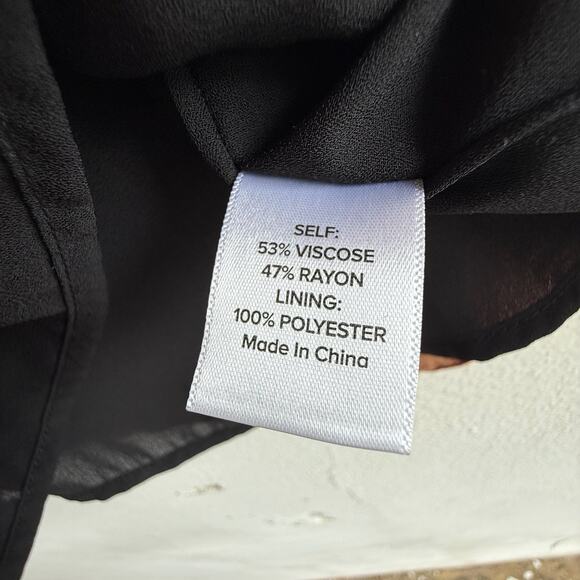 SELF:
53% VISCOSE
47% RAYON
LINING:
100% POLYESTER
Made In China